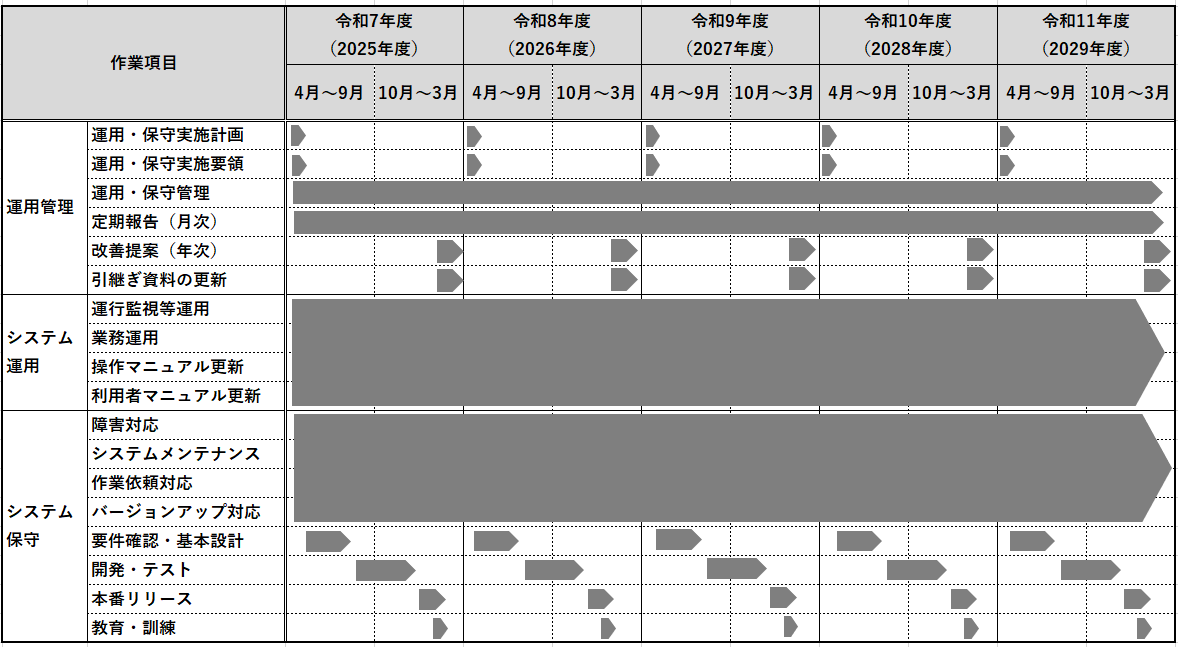 作業項目
令和7年度
（2025年度）
令和8年度
（2026年度）
令和9年度
（2027年度）
令和10年度
（2028年度）
令和11年度
（2029年度）
4月～9月 10月～3月 4月～9月 10月～3月 4月～9月 10月～3月 4月～9月 10月～3月 4月～9月 10月～3月
運用管理
運用・保守実施計画
運用・保守実施要領
運用・保守管理
定期報告（月次）
改善提案（年次）
引継ぎ資料の更新
システム
運用
運行監視等運用
業務運用
操作マニュアル更新
利用者マニュアル更新
システム
保守
障害対応
システムメンテナンス
作業依頼対応
バージョンアップ対応
要件確認・基本設計
開発・テスト
本番リリース
教育・訓練